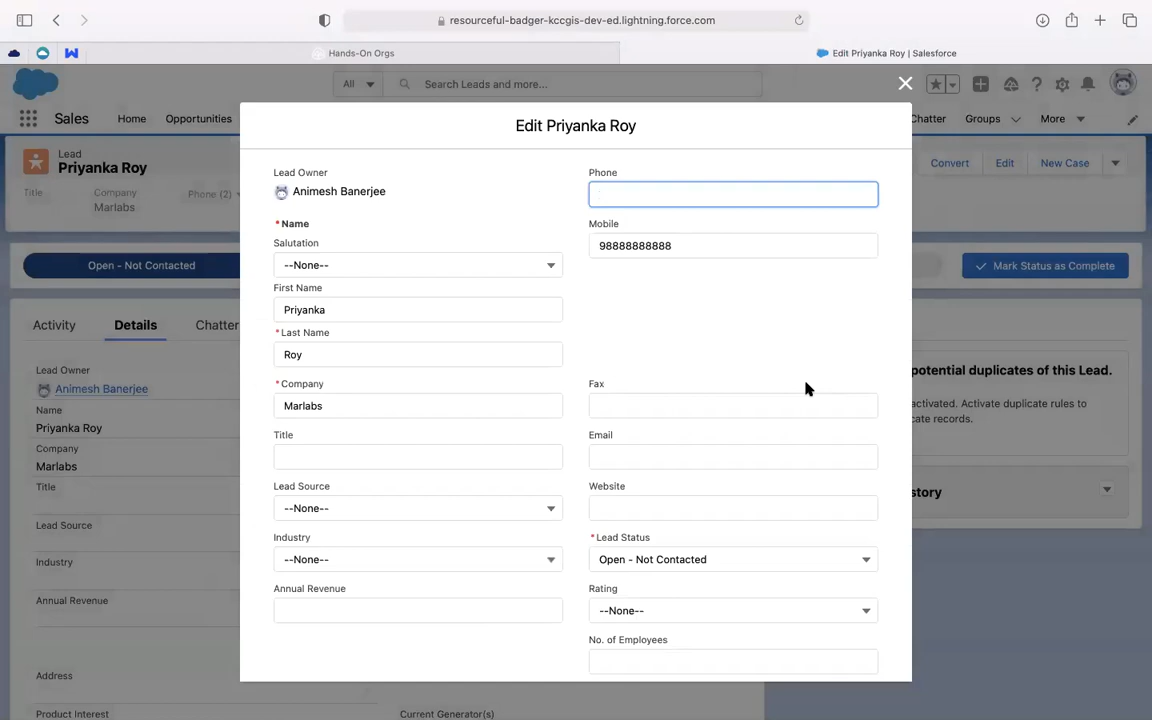 resourceful-badger-kccgis-dev-ed.lightning.force.com
Hands-On Orgs
Edit Priyanka Roy | Salesforce
All
Search Leads and more...
Sales
Home
Opportunities
Chatter
Groups
More
Edit Priyanka Roy
Lead
Priyanka Roy
Convert
Edit
New Case
Title
Company
Phone (2)
Marlabs
Open - Not Contacted
Mark Status as Complete
Activity
Details
Chatter
Lead Owner
Animesh Banerjee
Name
Priyanka Roy
Company
Marlabs
Title
Lead Source
Industry
Annual Revenue
Address
Product Interest
Current Generator(s)
Lead Owner
Animesh Banerjee
Phone
*Name
Mobile
Salutation
98888888888
--None--
First Name
Priyanka
*Last Name
Roy
*Company
Fax
Marlabs
Title
Email
Lead Source
Website
--None--
Industry
*Lead Status
--None--
Open - Not Contacted
Annual Revenue
Rating
--None--
No. of Employees
potential duplicates of this Lead.
activated. Activate duplicate rules to
cate records.
story